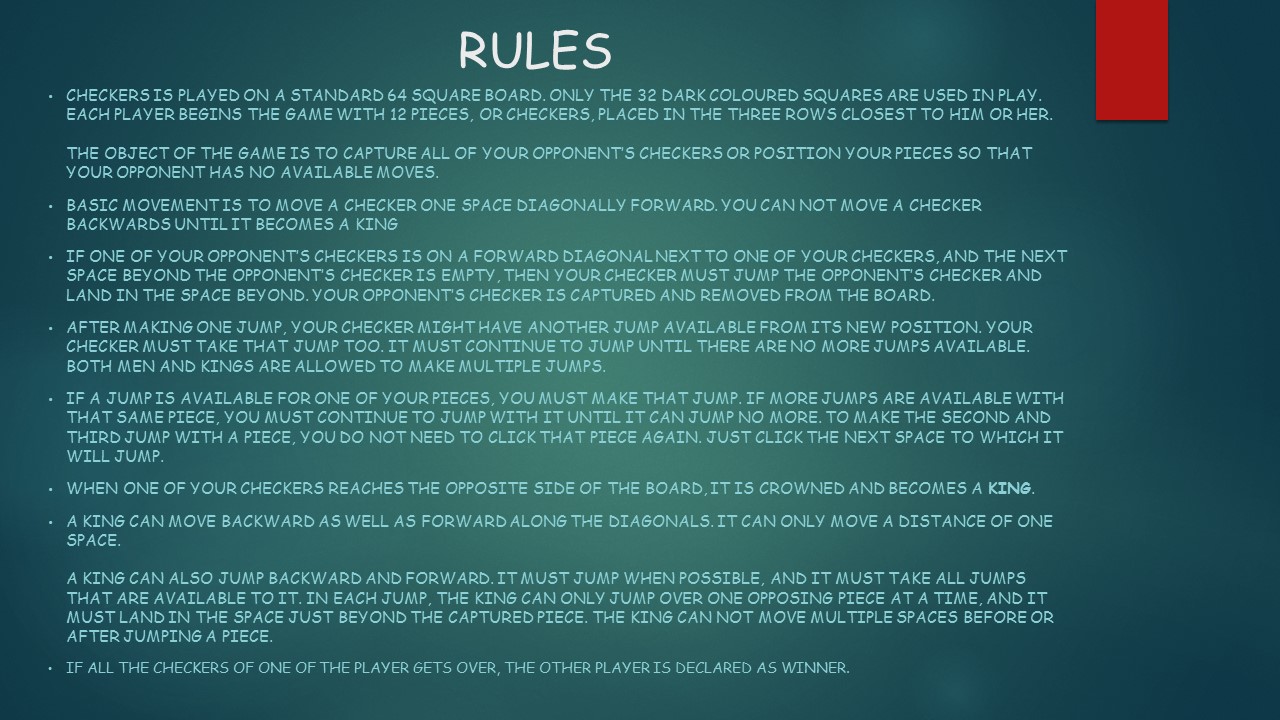 RULES
• CHECKERS IS PLAYED ON A STANDARD 64 SQUARE BOARD. ONLY THE 32 DARK COLOURED SQUARES ARE USED IN PLAY.
EACH PLAYER BEGINS THE GAME WITH 12 PIECES, OR CHECKERS, PLACED IN THE THREE ROWS CLOSEST TO HIM OR HER.
THE OBJECT OF THE GAME IS TO CAPTURE ALL OF YOUR OPPONENT'S CHECKERS OR POSITION YOUR PIECES SO THAT
YOUR OPPONENT HAS NO AVAILABLE MOVES.
• BASIC MOVEMENT IS TO MOVE A CHECKER ONE SPACE DIAGONALLY FORWARD. YOU CAN NOT MOVE A CHECKER
BACKWARDS UNTIL IT BECOMES A KING
• IF ONE OF YOUR OPPONENT'S CHECKERS IS ON A FORWARD DIAGONAL NEXT TO ONE OF YOUR CHECKERS, AND THE NEXT
SPACE BEYOND THE OPPONENT'S CHECKER IS EMPTY, THEN YOUR CHECKER MUST JUMP THE OPPONENT'S CHECKER AND
LAND IN THE SPACE BEYOND. YOUR OPPONENT'S CHECKER IS CAPTURED AND REMOVED FROM THE BOARD.
• AFTER MAKING ONE JUMP, YOUR CHECKER MIGHT HAVE ANOTHER JUMP AVAILABLE FROM ITS NEW POSITION. YOUR
CHECKER MUST TAKE THAT JUMP TOO. IT MUST CONTINUE TO JUMP UNTIL THERE ARE NO MORE JUMPS AVAILABLE.
BOTH MEN AND KINGS ARE ALLOWED TO MAKE MULTIPLE JUMPS.
• IF A JUMP IS AVAILABLE FOR ONE OF YOUR PIECES, YOU MUST MAKE THAT JUMP. IF MORE JUMPS ARE AVAILABLE WITH
THAT SAME PIECE, YOU MUST CONTINUE TO JUMP WITH IT UNTIL IT CAN JUMP NO MORE. TO MAKE THE SECOND AND
THIRD JUMP WITH A PIECE, YOU DO NOT NEED TO CLICK THAT PIECE AGAIN. JUST CLICK THE NEXT SPACE TO WHICH IT
WILL JUMP.
• WHEN ONE OF YOUR CHECKERS REACHES THE OPPOSITE SIDE OF THE BOARD, IT IS CROWNED AND BECOMES A KING.
• A KING CAN MOVE BACKWARD AS WELL AS FORWARD ALONG THE DIAGONALS. IT CAN ONLY MOVE A DISTANCE OF ONE
SPACE.
A KING CAN ALSO JUMP BACKWARD AND FORWARD. IT MUST JUMP WHEN POSSIBLE, AND IT MUST TAKE ALL JUMPS
THAT ARE AVAILABLE TO IT. IN EACH JUMP, THE KING CAN ONLY JUMP OVER ONE OPPOSING PIECE AT A TIME, AND IT
MUST LAND IN THE SPACE JUST BEYOND THE CAPTURED PIECE. THE KING CAN NOT MOVE MULTIPLE SPACES BEFORE OR
AFTER JUMPING A PIECE.
• IF ALL THE CHECKERS OF ONE OF THE PLAYER GETS OVER, THE OTHER PLAYER IS DECLARED AS WINNER.